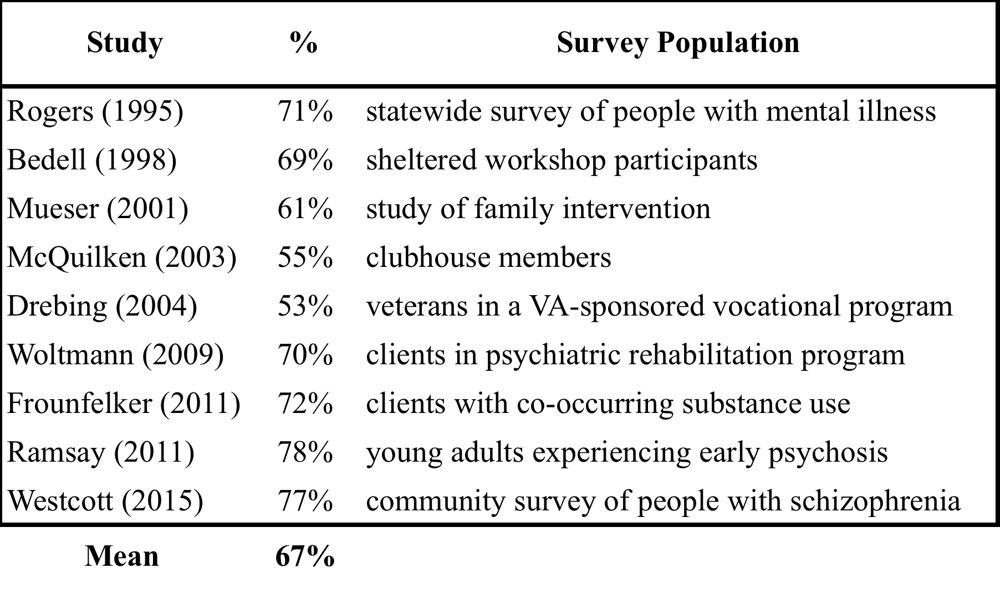 Study % Survey Population
Rogers (1995) 71% statewide survey of people with mental illness
Bedell (1998) 69% sheltered workshop participants
Mueser (2001) 61% study of family intervention
McQuilken (2003) 55% clubhouse members
Drebing (2004) 53% veterans in a VA-sponsored vocational program
Woltmann (2009) 70% clients in psychiatric rehabilitation program
Frounfelker (2011) 72% clients with co-occurring substance use
Ramsay (2011) 78% young adults experiencing early psychosis
Westcott (2015) 77% community survey of people with schizophrenia
Mean 67%